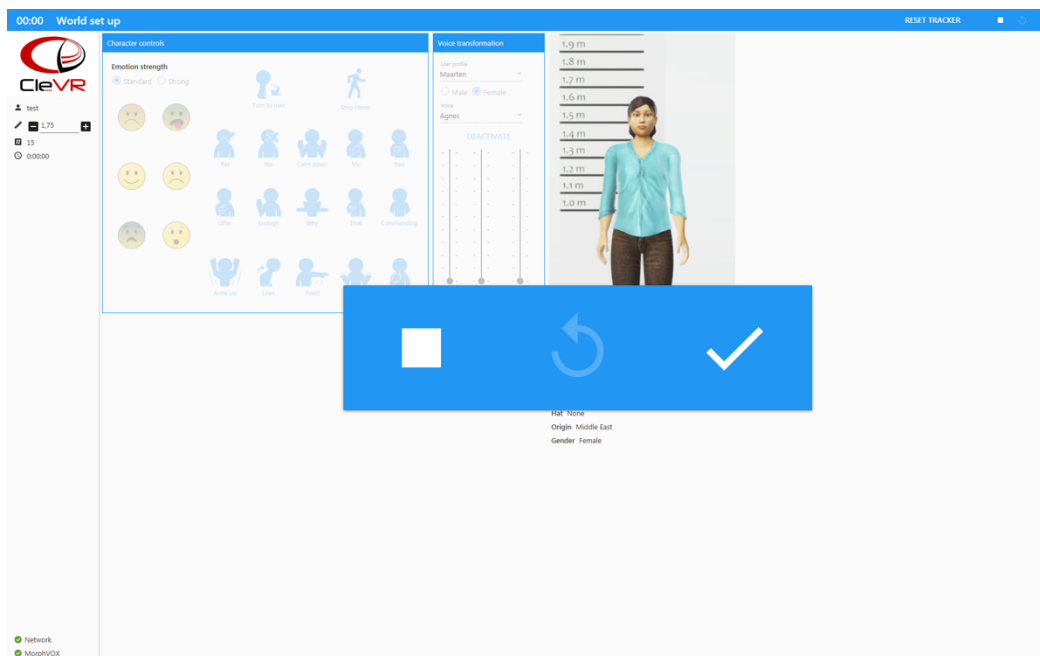 00:00 World set up
RESET TRACKER
CleVR
test
1,75
15
0:00:00
Character controls
Emotion strength
Standard Strong
Turn to user
Step closer
Yes No Calm down No You
Offer Enough Why That Commanding
Arms up Lean Point
Voice transformation
User profile
Maarten
Male Female
Voice
Agnes
DEACTIVATE
1.9 m
1.8 m
1.7 m
1.6 m
1.5 m
1.4 m
1.3 m
1.2 m
1.1 m
1.0 m
Hat None
Origin Middle East
Gender Female
Network
MorphVOX